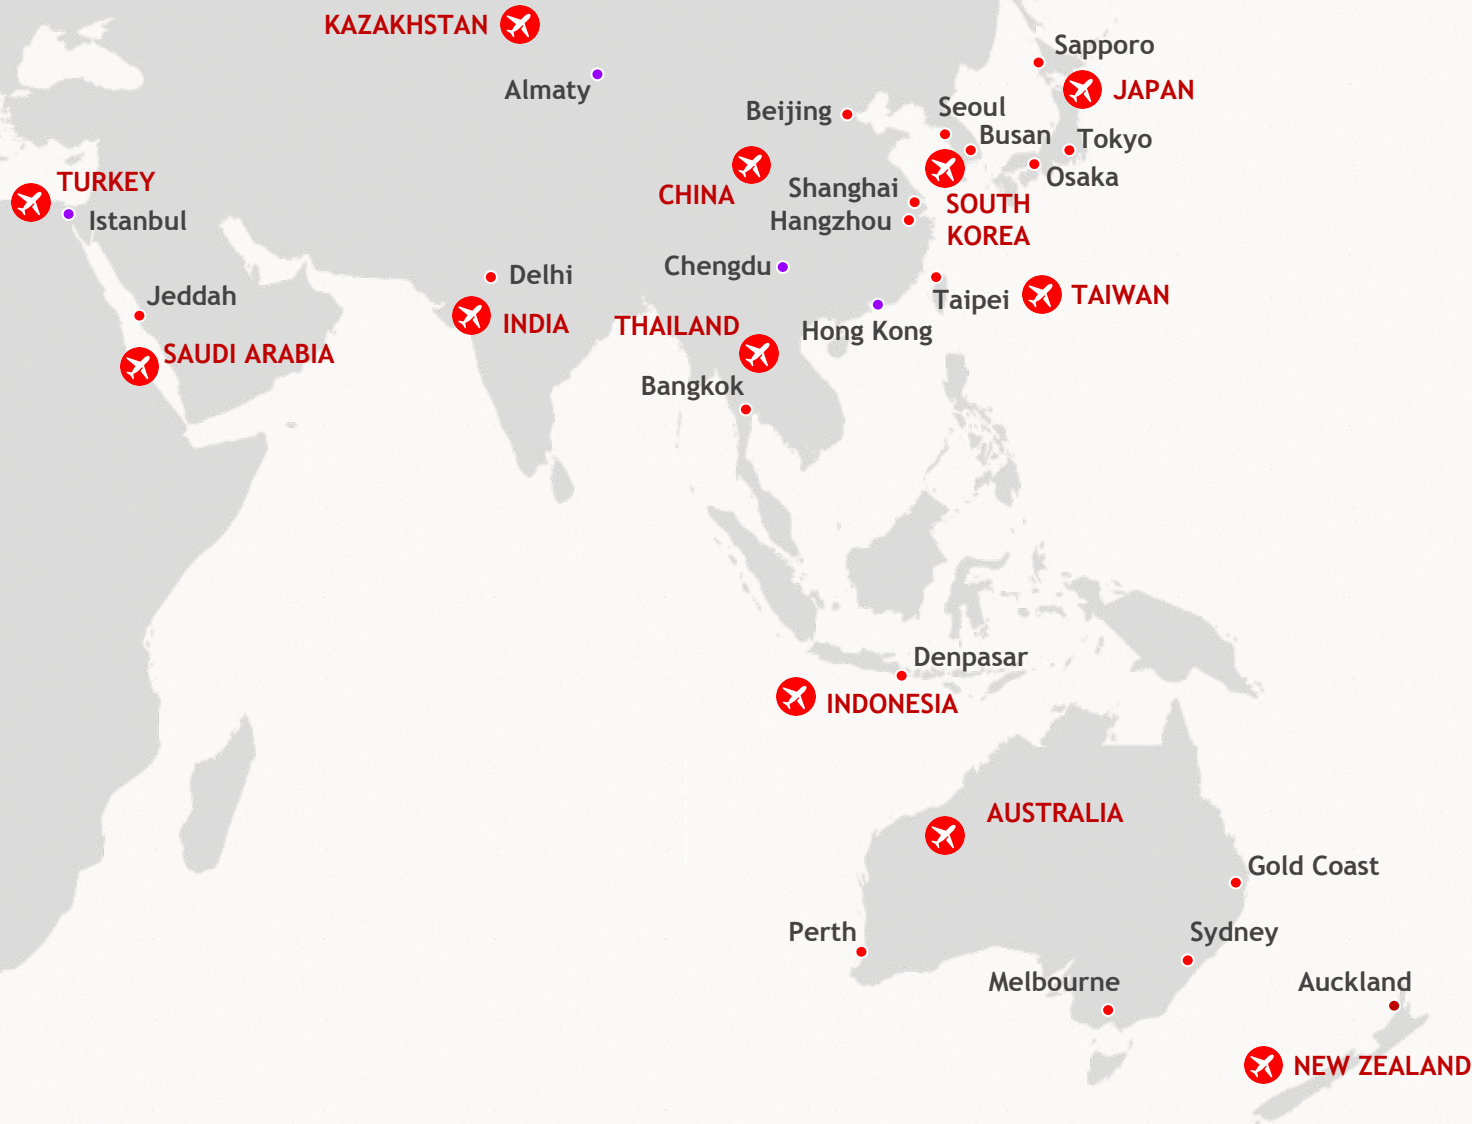 KAZAKHSTAN
Sapporo
Almaty
JAPAN
Beijing
Seoul
Busan
Tokyo
TURKEY
CHINA
Shanghai
Osaka
Istanbul
Hangzhou
SOUTH
KOREA
Chengdu
Delhi
Jeddah
Taipei
TAIWAN
INDIA
THAILAND
Hong Kong
SAUDI ARABIA
Bangkok
Denpasar
INDONESIA
AUSTRALIA
Gold Coast
Perth
Sydney
Melbourne
Auckland
NEW ZEALAND